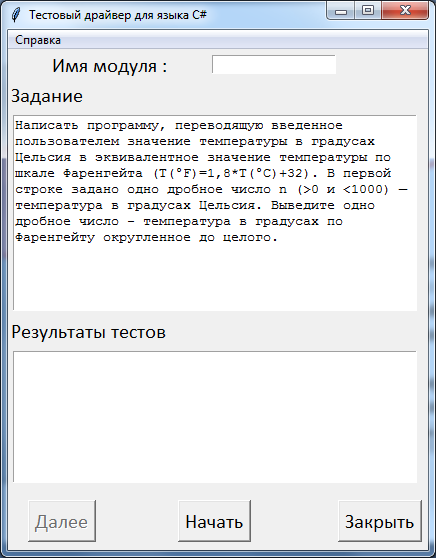 Тестовый драйвер для языка C#
Справка
Имя модуля :
Задание
Написать программу, переводящую введенное
пользователем значение температуры в градусах
Цельсия в эквивалентное значение температуры по
шкале Фаренгейта (T(°F)=1,8*T(°C)+32). В первой
строке задано одно дробное число n (>0 и <1000) —
температура в градусах Цельсия. Выведите одно
дробное число – температура в градусах по
Фаренгейту округленное до целого.
Результаты тестов
Далее
Начать
Закрыть